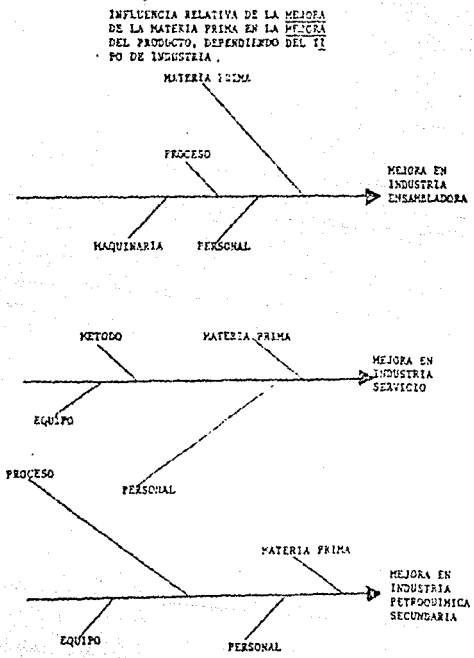 INFLUENCIA RELATIVA DE LA MEJORA
DE LA MATERIA PRIMA EN LA MEJORA
DEL PRODUCTO, DEPENDIENDO DEL TI
PO DE INDUSTRIA.
MATERIA PRIMA
PROCESO
MEJORA EN
INDUSTRIA
ENSAMBLADORA
MAQUINARIA
PERSONAL
METODO
MATERIA PRIMA
MEJORA EN
INDUSTRIA
SERVICIO
EQUIPO
PERSONAL
PROCESO
MATERIA PRIMA
MEJORA EN
INDUSTRIA
PETROQUIMICA
SECUNDARIA
EQUIPO
PERSONAL